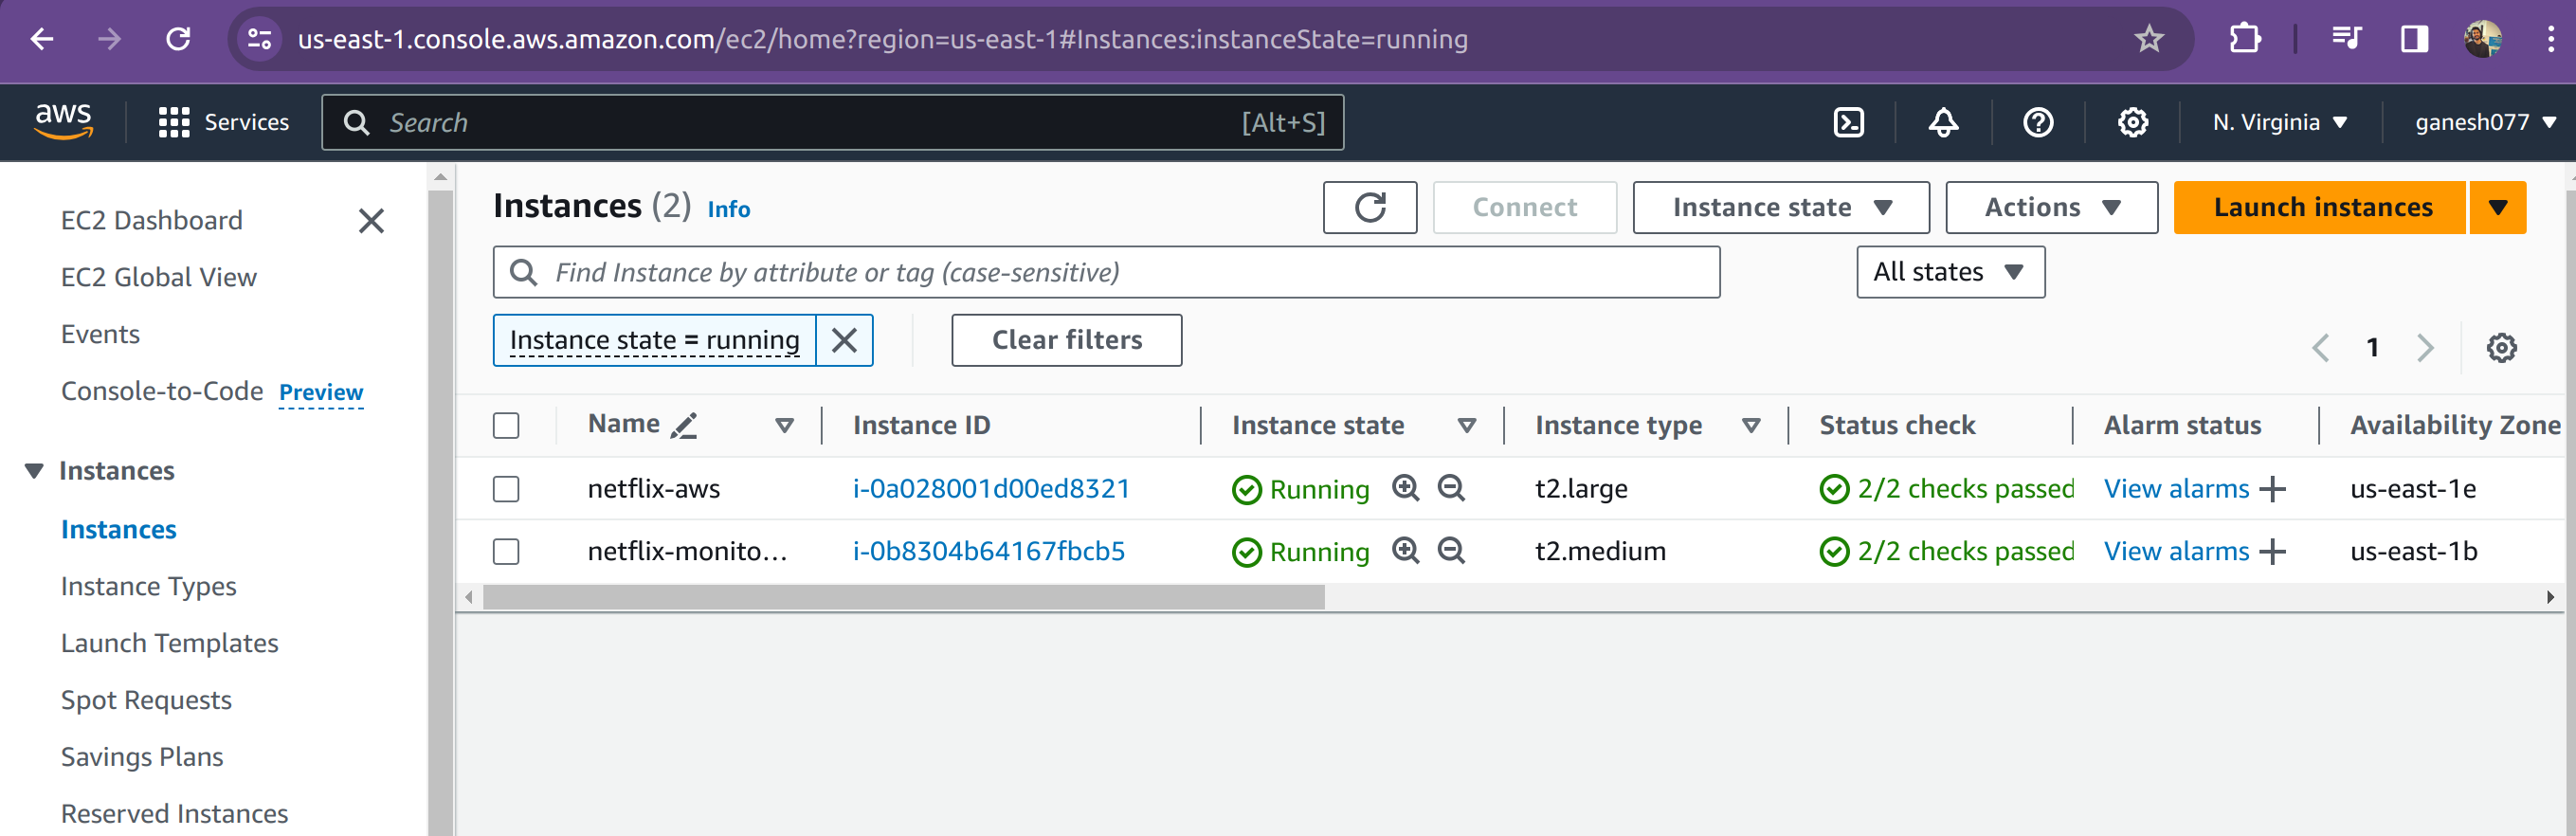 us-east-1.console.aws.amazon.com/ec2/home?region=us-east-1#Instances:instanceState=running
aws Services Search [Alt+S] N. Virginia ganesh077
EC2 Dashboard
EC2 Global View
Events
Console-to-Code Preview
Instances
Instances
Instance Types
Launch Templates
Spot Requests
Savings Plans
Reserved Instances
Instances (2) Info Connect Instance state Actions Launch instances
Find Instance by attribute or tag (case-sensitive) All states
Instance state = running Clear filters 1
Name Instance ID Instance state Instance type Status check Alarm status Availability Zone
netflix-aws i-0a028001d00ed8321 Running t2.large 2/2 checks passed View alarms + us-east-1e
netflix-monito... i-0b8304b64167fbcb5 Running t2.medium 2/2 checks passed View alarms + us-east-1b